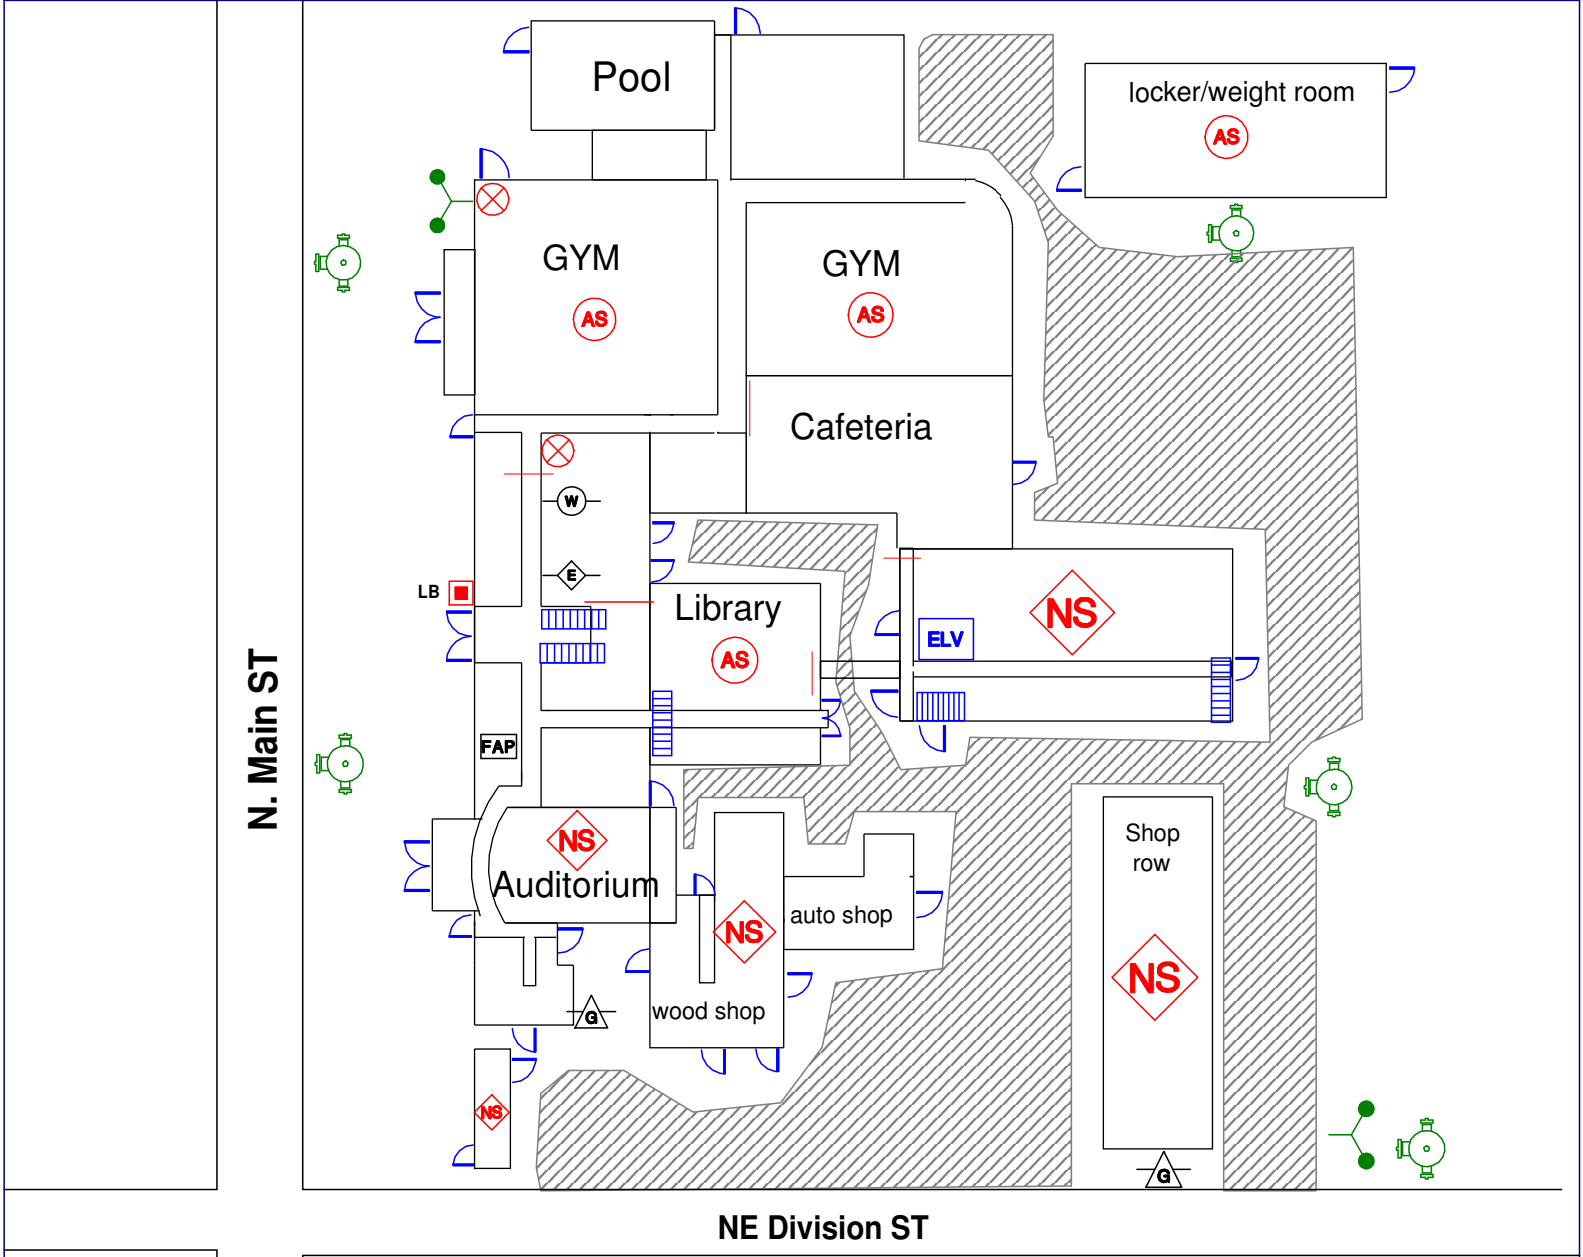 Pool
locker/weight room
AS
GYM
AS
GYM
AS
Cafeteria
W
E
LB
Library
AS
NS
ELV
N. Main ST
FAP
NS
Auditorium
Shop
row
auto shop
NS
NS
wood shop
G
NS
G
NE Division ST